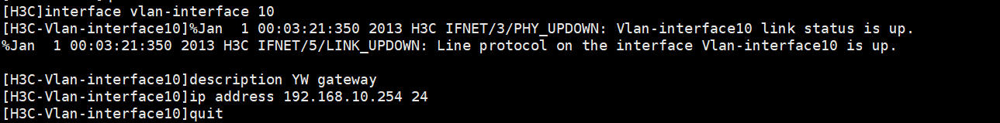 [H3C]interface vlan-interface 10
[H3C-Vlan-interface10]%Jan  1 00:03:21:350 2013 H3C IFNET/3/PHY_UPDOWN: Vlan-interface10 link status is up.
%Jan  1 00:03:21:350 2013 H3C IFNET/5/LINK_UPDOWN: Line protocol on the interface Vlan-interface10 is up.
[H3C-Vlan-interface10]description YW gateway
[H3C-Vlan-interface10]ip address 192.168.10.254 24
[H3C-Vlan-interface10]quit